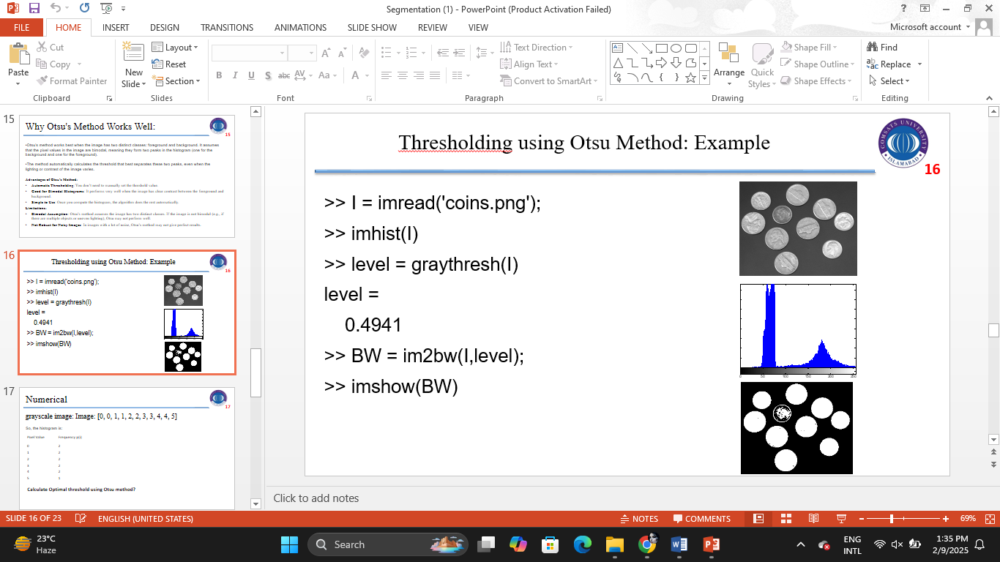 Segmentation (1) - PowerPoint (Product Activation Failed)
FILE HOME INSERT DESIGN TRANSITIONS ANIMATIONS SLIDE SHOW REVIEW VIEW Microsoft account
Paste
Cut
Copy
Format Painter
Clipboard
New
Slide
Layout
Reset
Section
Slides
Font
Text Direction
Align Text
Convert to SmartArt
Paragraph
Arrange
Quick
Styles
Shape Fill
Shape Outline
Shape Effects
Drawing
Find
Replace
Select
Editing
15
Why Otsu's Method Works Well:
15
•Otsu's method works best when the image has two distinct classes: foreground and background. It assumes
that the pixel values in the image are bimodal, meaning they form two peaks in the histogram (one for the
background and one for the foreground).
•The method automatically calculates the threshold that best separates these two peaks, even when the
lighting or contrast of the image varies.
Advantages of Otsu's Method:
• Automatic Thresholding: You don't need to manually set the threshold value.
• Good for Bimodal Histograms: It performs very well when the image has clear contrast between the foreground and
background.
• Simple to Use: Once you compute the histogram, the algorithm does the rest automatically.
Limitations:
• Bimodal Assumption: Otsu's method assumes the image has two distinct classes. If the image is not bimodal (e.g., if
there are multiple objects or uneven lighting), Otsu may not perform well.
• Not Robust for Noisy Images: In images with a lot of noise, Otsu's method may not give perfect results.
16
Thresholding using Otsu Method: Example
16
>> I = imread('coins.png');
>> imhist(I)
>> level = graythresh(I)
level =
0.4941
>> BW = im2bw(I,level);
>> imshow(BW)
17
Numerical
17
grayscale image: Image: [0, 0, 1, 1, 2, 2, 3, 3, 4, 4, 5]
So, the histogram is:
Pixel Value Frequency p(i)
0 2
1 2
2 2
3 2
4 2
5 1
Calculate Optimal threshold using Otsu method?
Thresholding using Otsu Method: Example
COMSATS UNIVERSITY
ISLAMABAD
16
>> I = imread('coins.png');
>> imhist(I)
>> level = graythresh(I)
level =
0.4941
>> BW = im2bw(I,level);
>> imshow(BW)
0 50 100 150 200 250
Click to add notes
SLIDE 16 OF 23 ENGLISH (UNITED STATES) NOTES COMMENTS 69%
23°C
Haze
Search
ENG
INTL
1:35 PM
2/9/2025